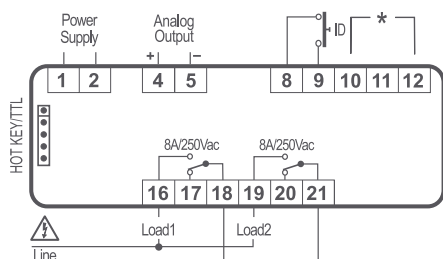 Power Supply
Analog Output
+ −
ID
*
1 2 4 5 8 9 10 11 12
HOT KEY/TTL
8A/250Vac 8A/250Vac
16 17 18 19 20 21
Load1 Load2
Line